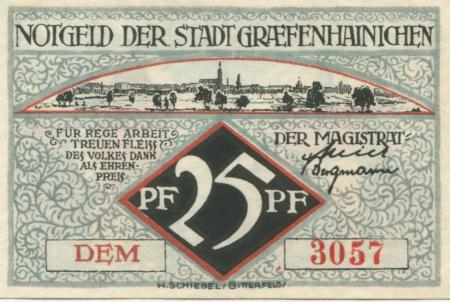 NOTGELD DER STADT GRÆFENHAINICHEN
FÜR REGE ARBEIT
TREUEN FLEISS
DES VOLKES DANK
ALS EHREN-
PREIS
DER MAGISTRAT
Bergmann
PF 25 PF
DEM
3057
H. SCHIEBEL / BITTERFELD /